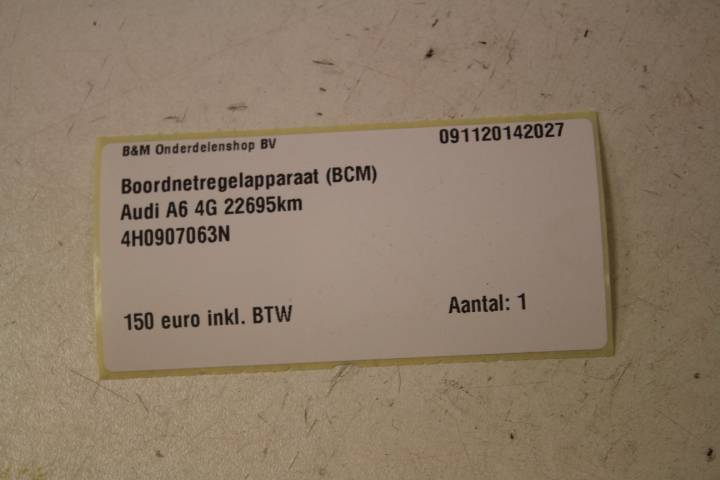 B&M Onderdelenshop BV 091120142027
Boordnetregelapparaat (BCM)
Audi A6 4G 22695km
4H0907063N
150 euro inkl. BTW Aantal: 1